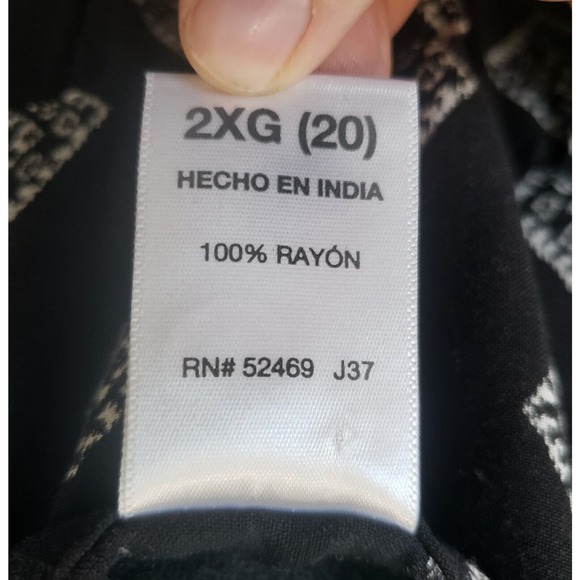 2XG (20)
HECHO EN INDIA
100% RAYÓN
RN# 52469 J37